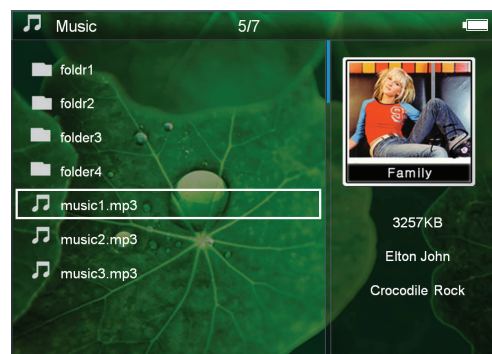 Music 5/7
foldr1
foldr2
folder3
folder4
music1.mp3
music2.mp3
music3.mp3
Family
3257KB
Elton John
Crocodile Rock